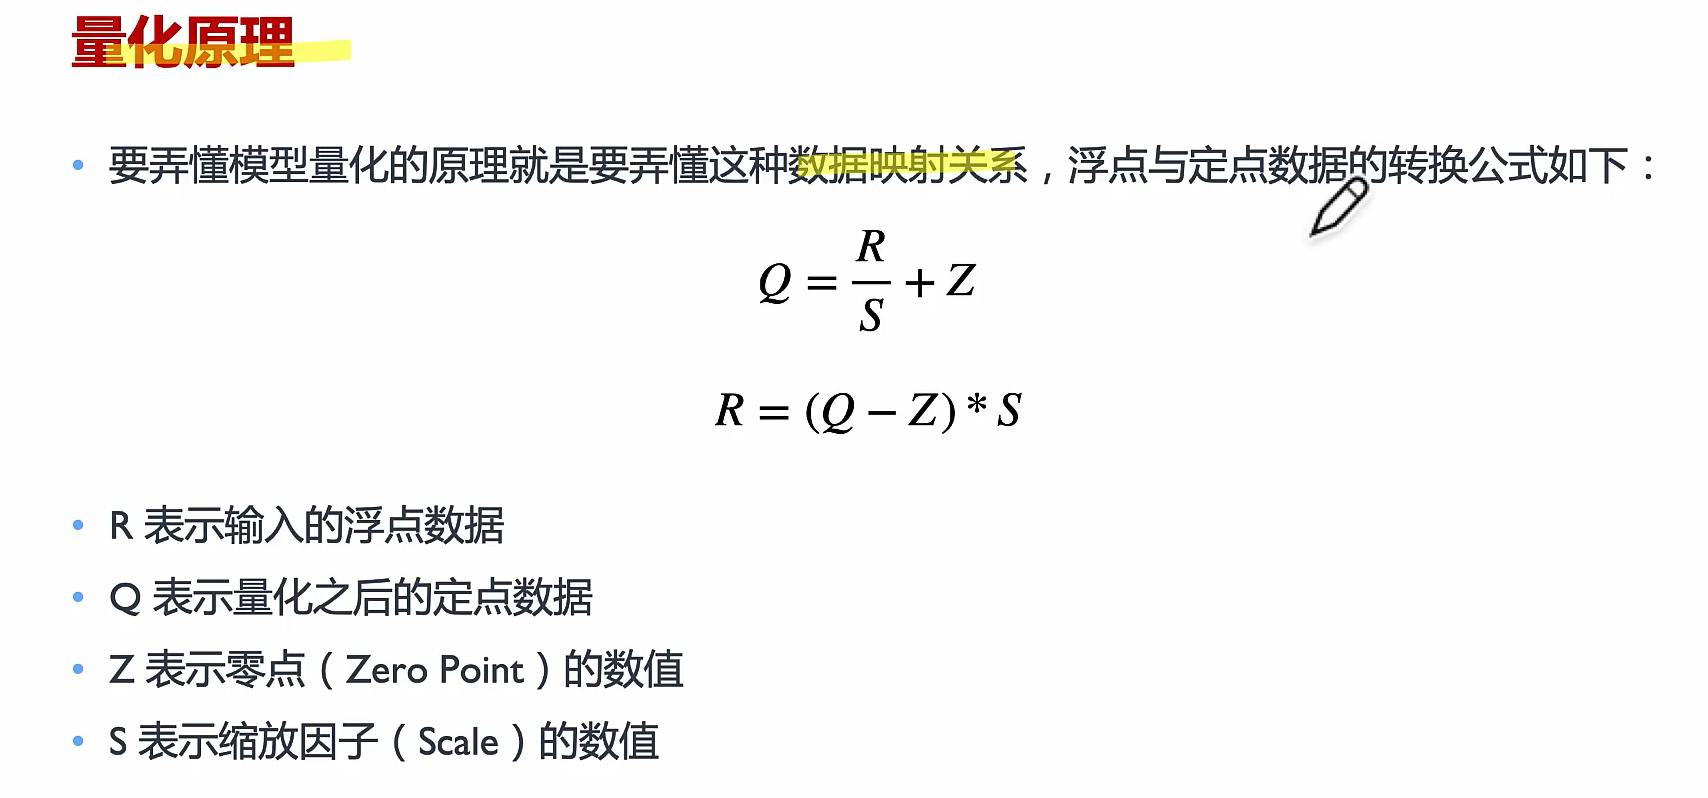 量化原理
• 要弄懂模型量化的原理就是要弄懂这种数据映射关系，浮点与定点数据的转换公式如下：
Q = R/S + Z
R = (Q − Z) * S
• R 表示输入的浮点数据
• Q 表示量化之后的定点数据
• Z 表示零点（Zero Point）的数值
• S 表示缩放因子（Scale）的数值